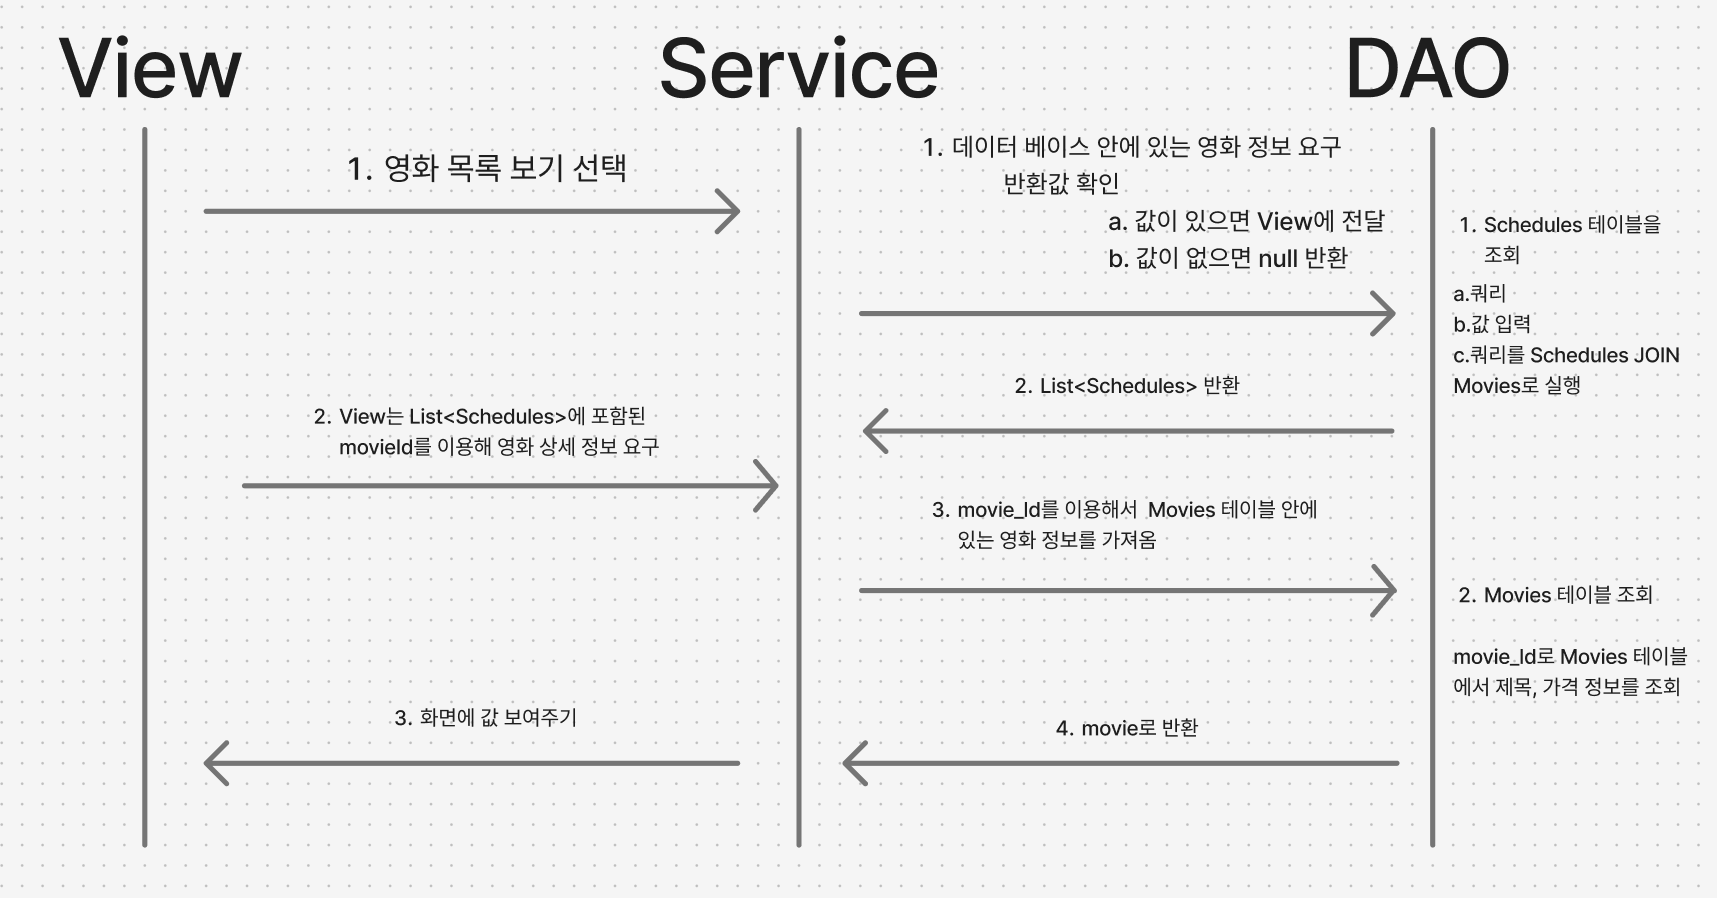 View
Service
DAO
1. 영화 목록 보기 선택
1. 데이터 베이스 안에 있는 영화 정보 요구
반환값 확인
a. 값이 있으면 View에 전달
b. 값이 없으면 null 반환
1. Schedules 테이블을
조회
a.쿼리
b.값 입력
c.쿼리를 Schedules JOIN
Movies로 실행
2. List<Schedules> 반환
2. View는 List<Schedules>에 포함된
movieId를 이용해 영화 상세 정보 요구
3. movie_Id를 이용해서 Movies 테이블 안에
있는 영화 정보를 가져옴
2. Movies 테이블 조회
movie_Id로 Movies 테이블
에서 제목, 가격 정보를 조회
3. 화면에 값 보여주기
4. movie로 반환